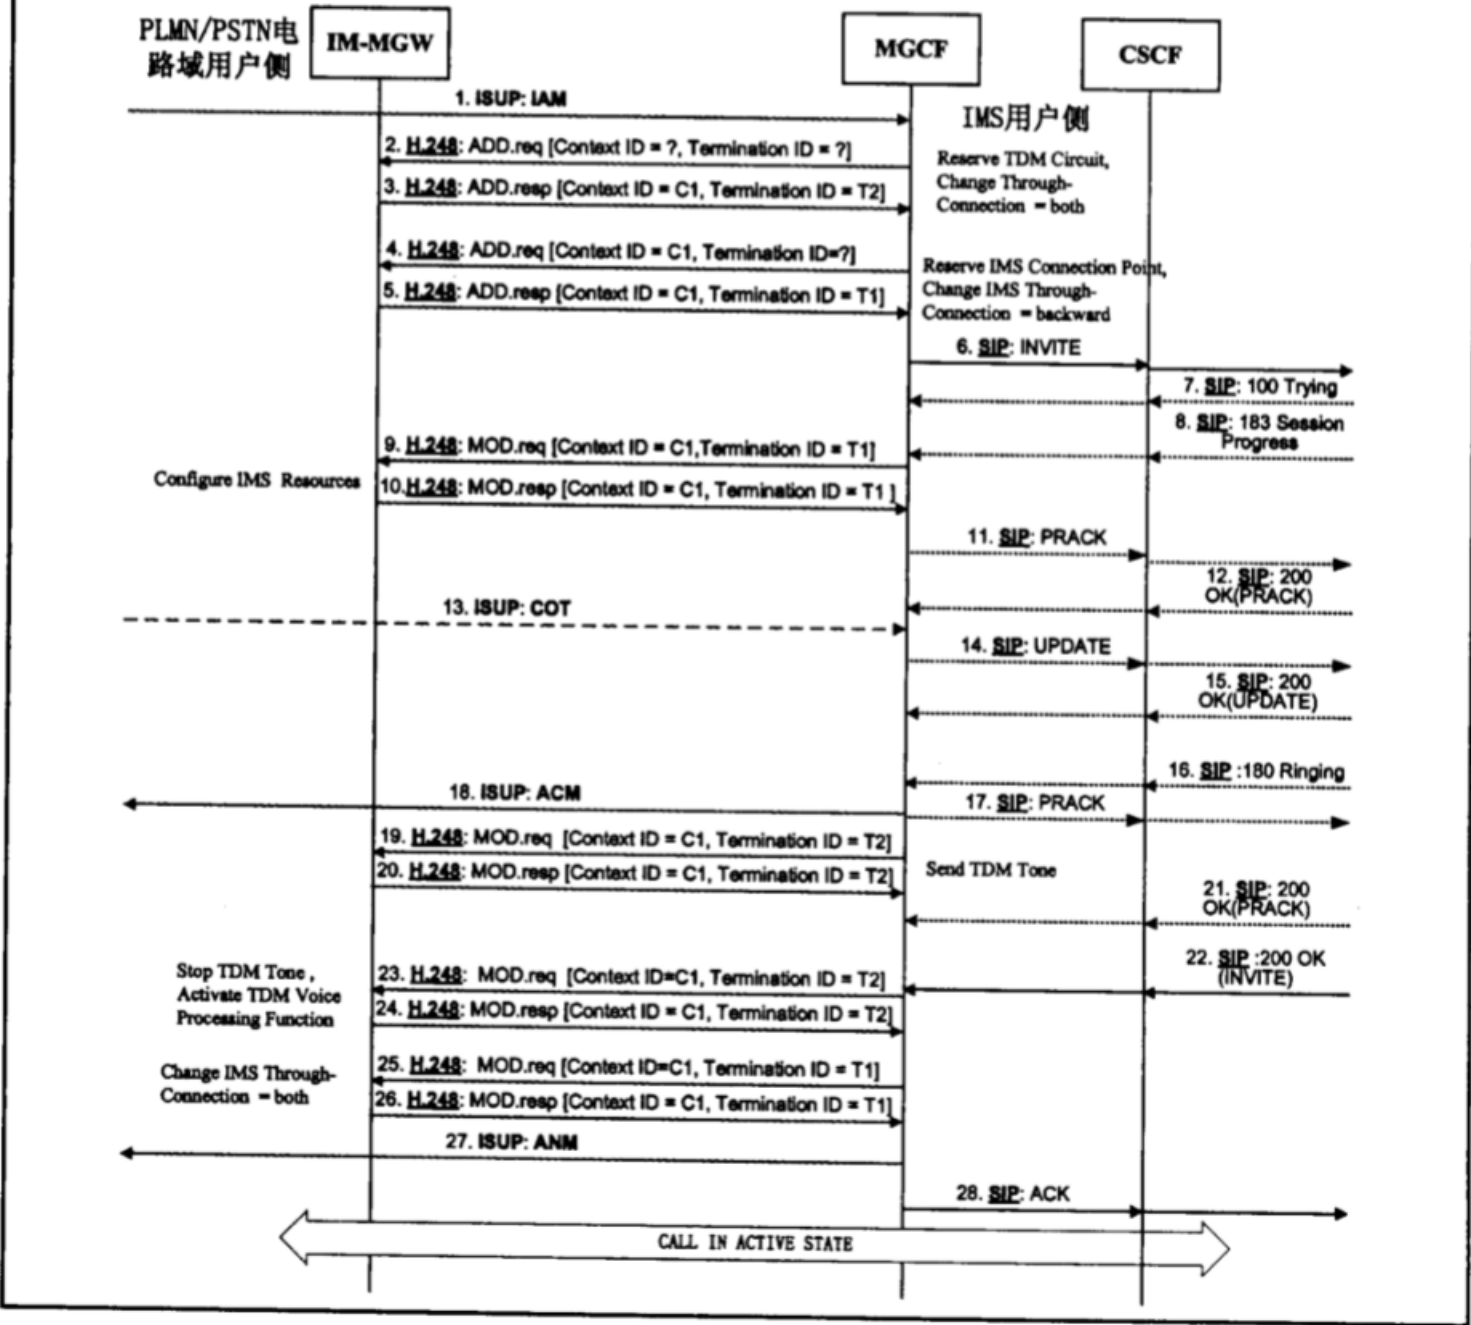 PLMN/PSTN电
路域用户侧
IM-MGW
MGCF
CSCF
1. ISUP: IAM
IMS用户侧
2. H.248: ADD.req [Context ID = ?, Termination ID = ?]
Reserve TDM Circuit,
Change Through-
Connection = both
3. H.248: ADD.resp [Context ID = C1, Termination ID = T2]
4. H.248: ADD.req [Context ID = C1, Termination ID=?]
Reserve IMS Connection Point,
Change IMS Through-
Connection = backward
5. H.248: ADD.resp [Context ID = C1, Termination ID = T1]
6. SIP: INVITE
7. SIP: 100 Trying
8. SIP: 183 Session
Progress
9. H.248: MOD.req [Context ID = C1,Termination ID = T1]
Configure IMS Resources
10.H.248: MOD.resp [Context ID = C1, Termination ID = T1 ]
11. SIP: PRACK
12. SIP: 200
OK(PRACK)
13. ISUP: COT
14. SIP: UPDATE
15. SIP: 200
OK(UPDATE)
16. SIP :180 Ringing
18. ISUP: ACM
17. SIP: PRACK
19. H.248: MOD.req [Context ID = C1, Termination ID = T2]
20. H.248: MOD.resp [Context ID = C1, Termination ID = T2]
Send TDM Tone
21. SIP: 200
OK(PRACK)
22. SIP :200 OK
(INVITE)
Stop TDM Tone ,
Activate TDM Voice
Processing Function
23. H.248: MOD.req [Context ID=C1, Termination ID = T2]
24. H.248: MOD.resp [Context ID = C1, Termination ID = T2]
Change IMS Through-
Connection = both
25. H.248: MOD.req [Context ID=C1, Termination ID = T1]
26. H.248: MOD.resp [Context ID = C1, Termination ID = T1]
27. ISUP: ANM
28. SIP: ACK
CALL IN ACTIVE STATE